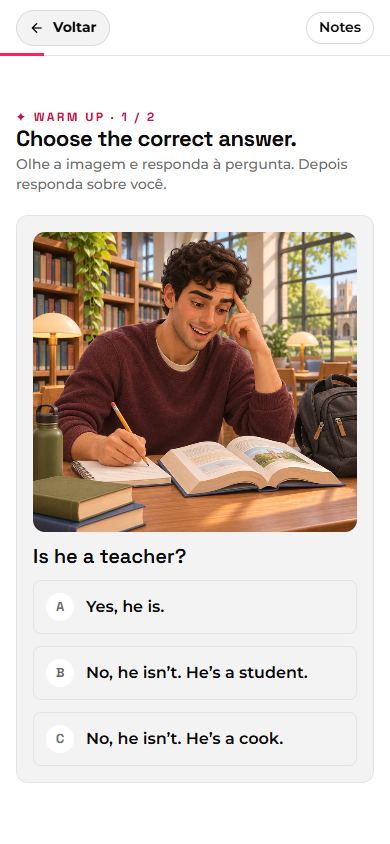 ← Voltar
Notes
✦ WARM UP · 1 / 2
Choose the correct answer.
Olhe a imagem e responda à pergunta. Depois
responda sobre você.
Is he a teacher?
A Yes, he is.
B No, he isn’t. He’s a student.
C No, he isn’t. He’s a cook.